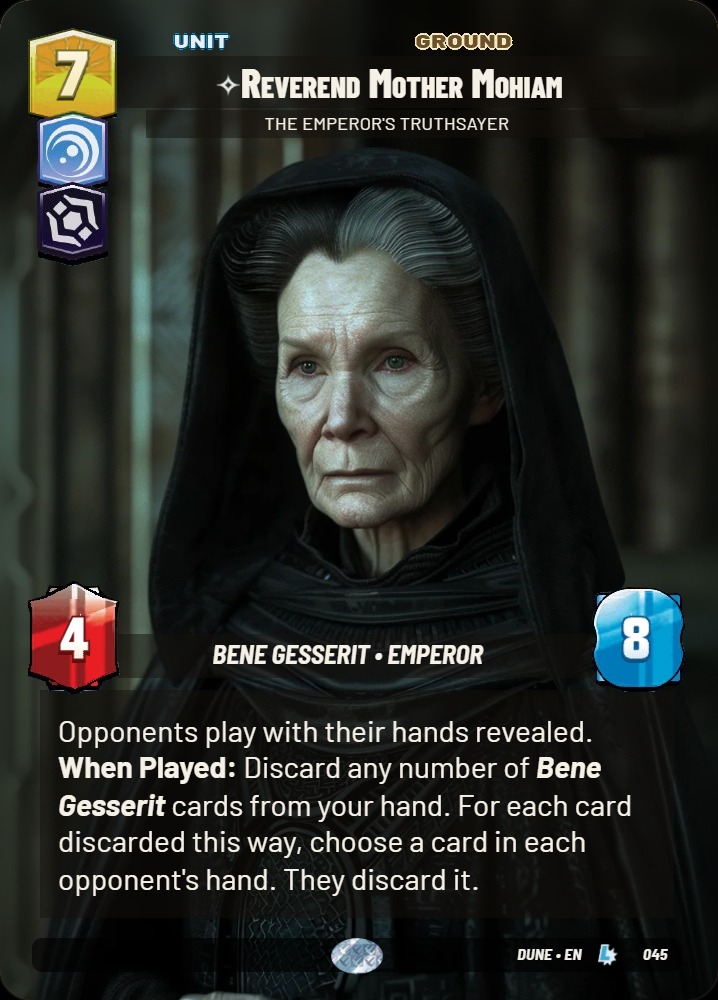 UNIT GROUND
7
REVEREND MOTHER MOHIAM
THE EMPEROR'S TRUTHSAYER
4
BENE GESSERIT • EMPEROR
8
Opponents play with their hands revealed.
When Played: Discard any number of Bene
Gesserit cards from your hand. For each card
discarded this way, choose a card in each
opponent's hand. They discard it.
DUNE • EN L 045